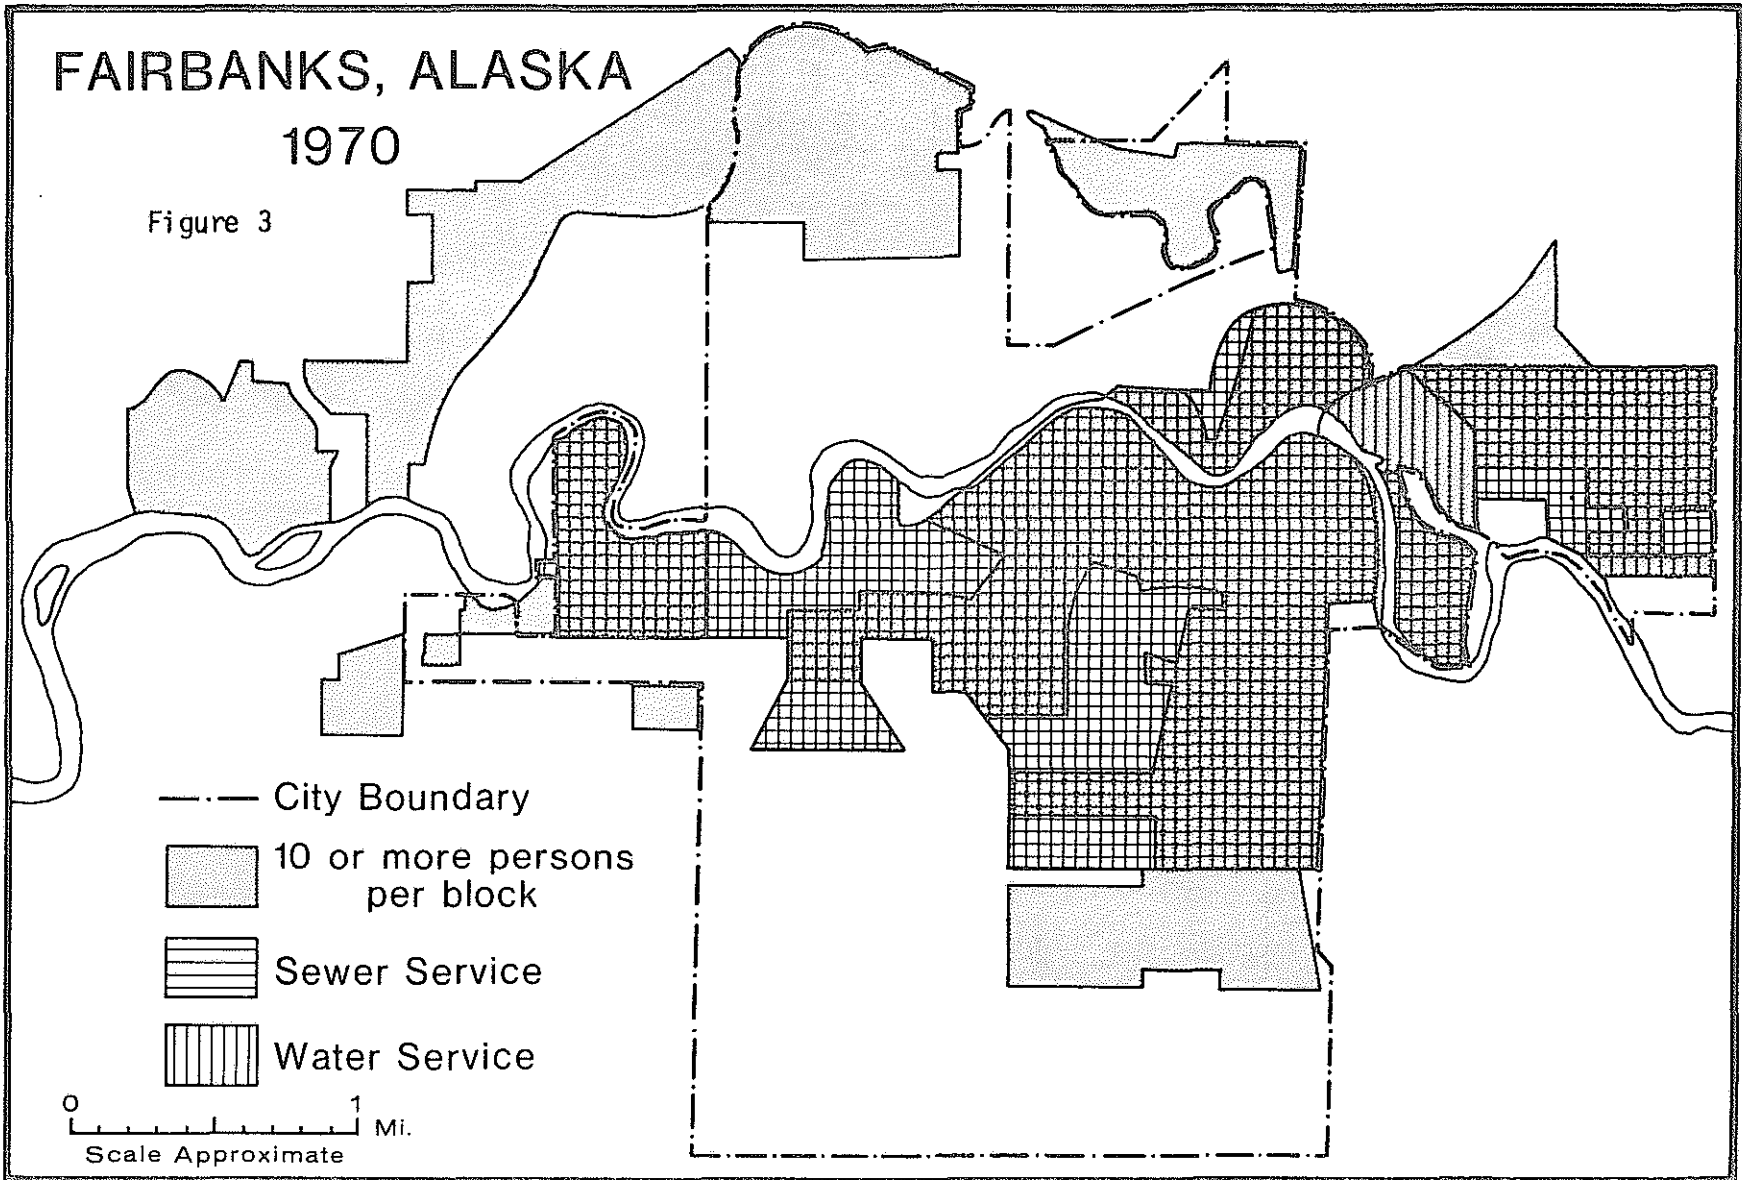 FAIRBANKS, ALASKA
1970
Figure 3
City Boundary
10 or more persons
per block
Sewer Service
Water Service
0 1 Mi.
Scale Approximate